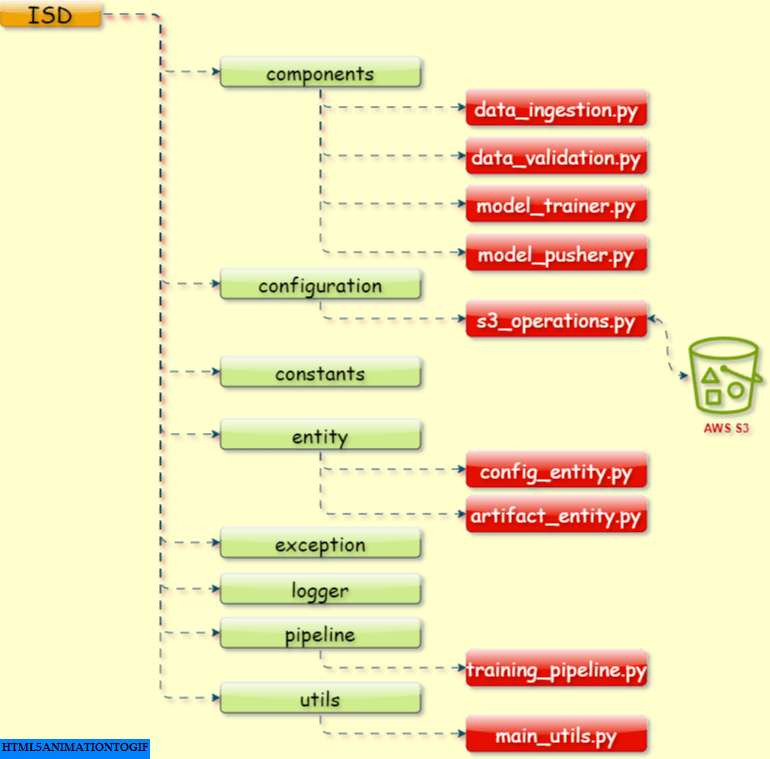 ISD
components
data_ingestion.py
data_validation.py
model_trainer.py
model_pusher.py
configuration
s3_operations.py
AWS S3
constants
entity
config_entity.py
artifact_entity.py
exception
logger
pipeline
training_pipeline.py
utils
main_utils.py
HTML5ANIMATIONTOGIF